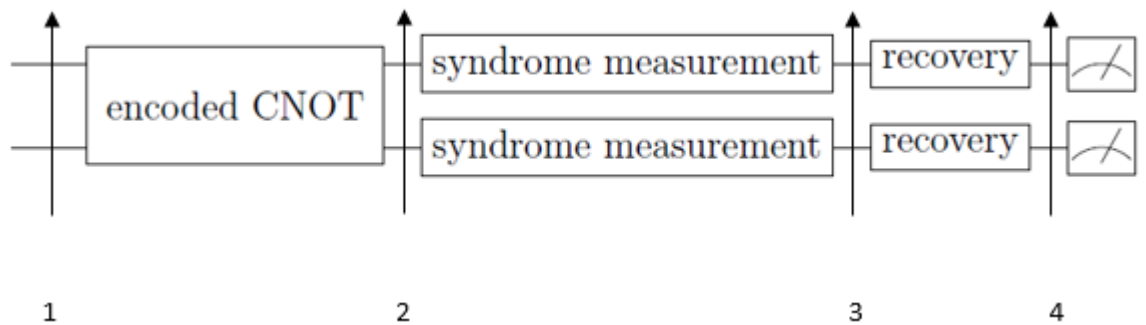 encoded CNOT
syndrome measurement
recovery
syndrome measurement
recovery
1 2 3 4